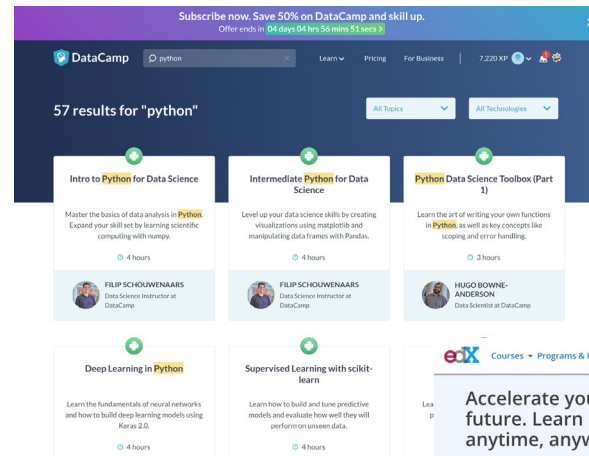 Subscribe now. Save 50% on DataCamp and skill up.
Offer ends in 04 days 04 hrs 56 mins 51 secs >
DataCamp
python
Learn
Pricing
For Business
7,220 XP
57 results for "python"
All Topics
All Technologies
Intro to Python for Data Science
Master the basics of data analysis in Python.
Expand your skill set by learning scientific
computing with numpy.
4 hours
FILIP SCHOUWENAARS
Data Science Instructor at
DataCamp
Intermediate Python for Data
Science
Level up your data science skills by creating
visualizations using matplotlib and
manipulating data frames with Pandas.
4 hours
FILIP SCHOUWENAARS
Data Science Instructor at
DataCamp
Python Data Science Toolbox (Part
1)
Learn the art of writing your own functions
in Python, as well as key concepts like
scoping and error handling.
3 hours
HUGO BOWNE-
ANDERSON
Data Scientist at DataCamp
Deep Learning in Python
Learn the fundamentals of neural networks
and how to build deep learning models using
Keras 2.0.
4 hours
Supervised Learning with scikit-
learn
Learn how to build and tune predictive
models and evaluate how well they will
perform on unseen data.
4 hours
edX
Courses
Programs &
Accelerate you
future. Learn
anytime, anyw